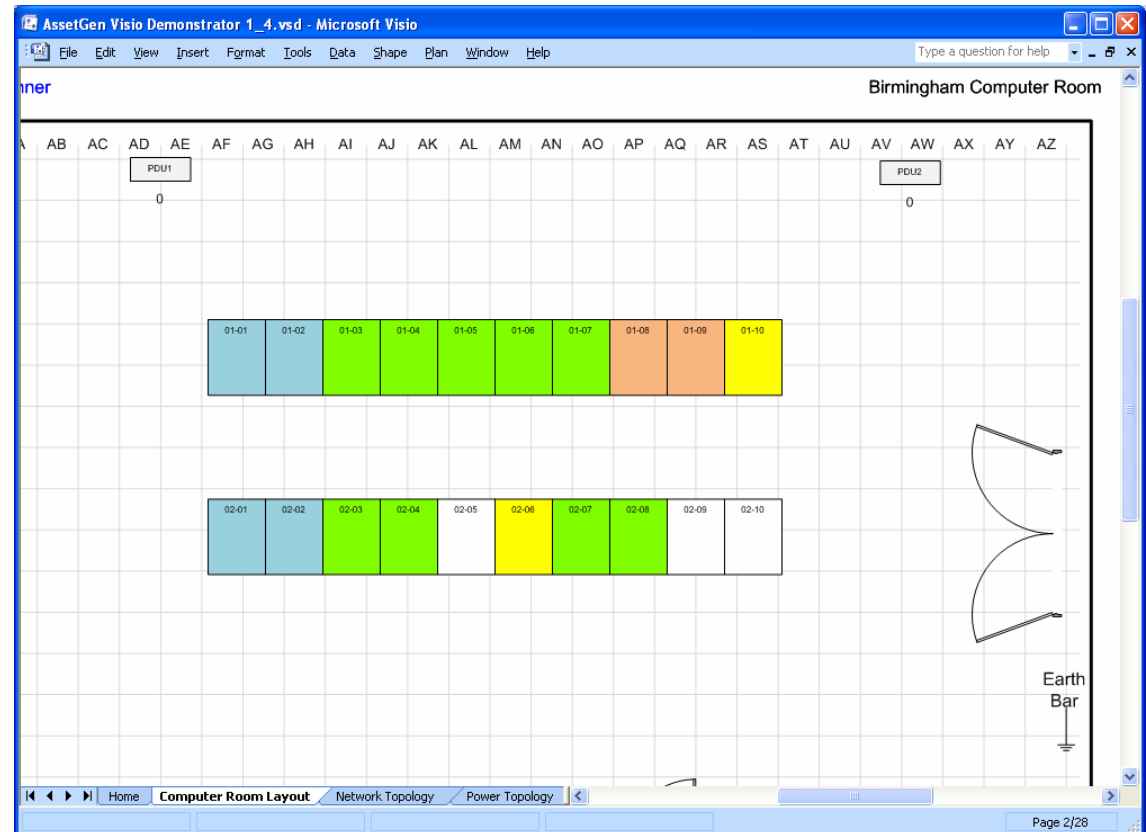 AssetGen Visio Demonstrator 1_4.vsd - Microsoft Visio
File Edit View Insert Format Tools Data Shape Plan Window Help Type a question for help
nner Birmingham Computer Room
AB AC AD AE AF AG AH AI AJ AK AL AM AN AO AP AQ AR AS AT AU AV AW AX AY AZ
PDU1 PDU2
0 0
01-01 01-02 01-03 01-04 01-05 01-06 01-07 01-08 01-09 01-10
02-01 02-02 02-03 02-04 02-05 02-06 02-07 02-08 02-09 02-10
Earth
Bar
Home Computer Room Layout Network Topology Power Topology
Page 2/28